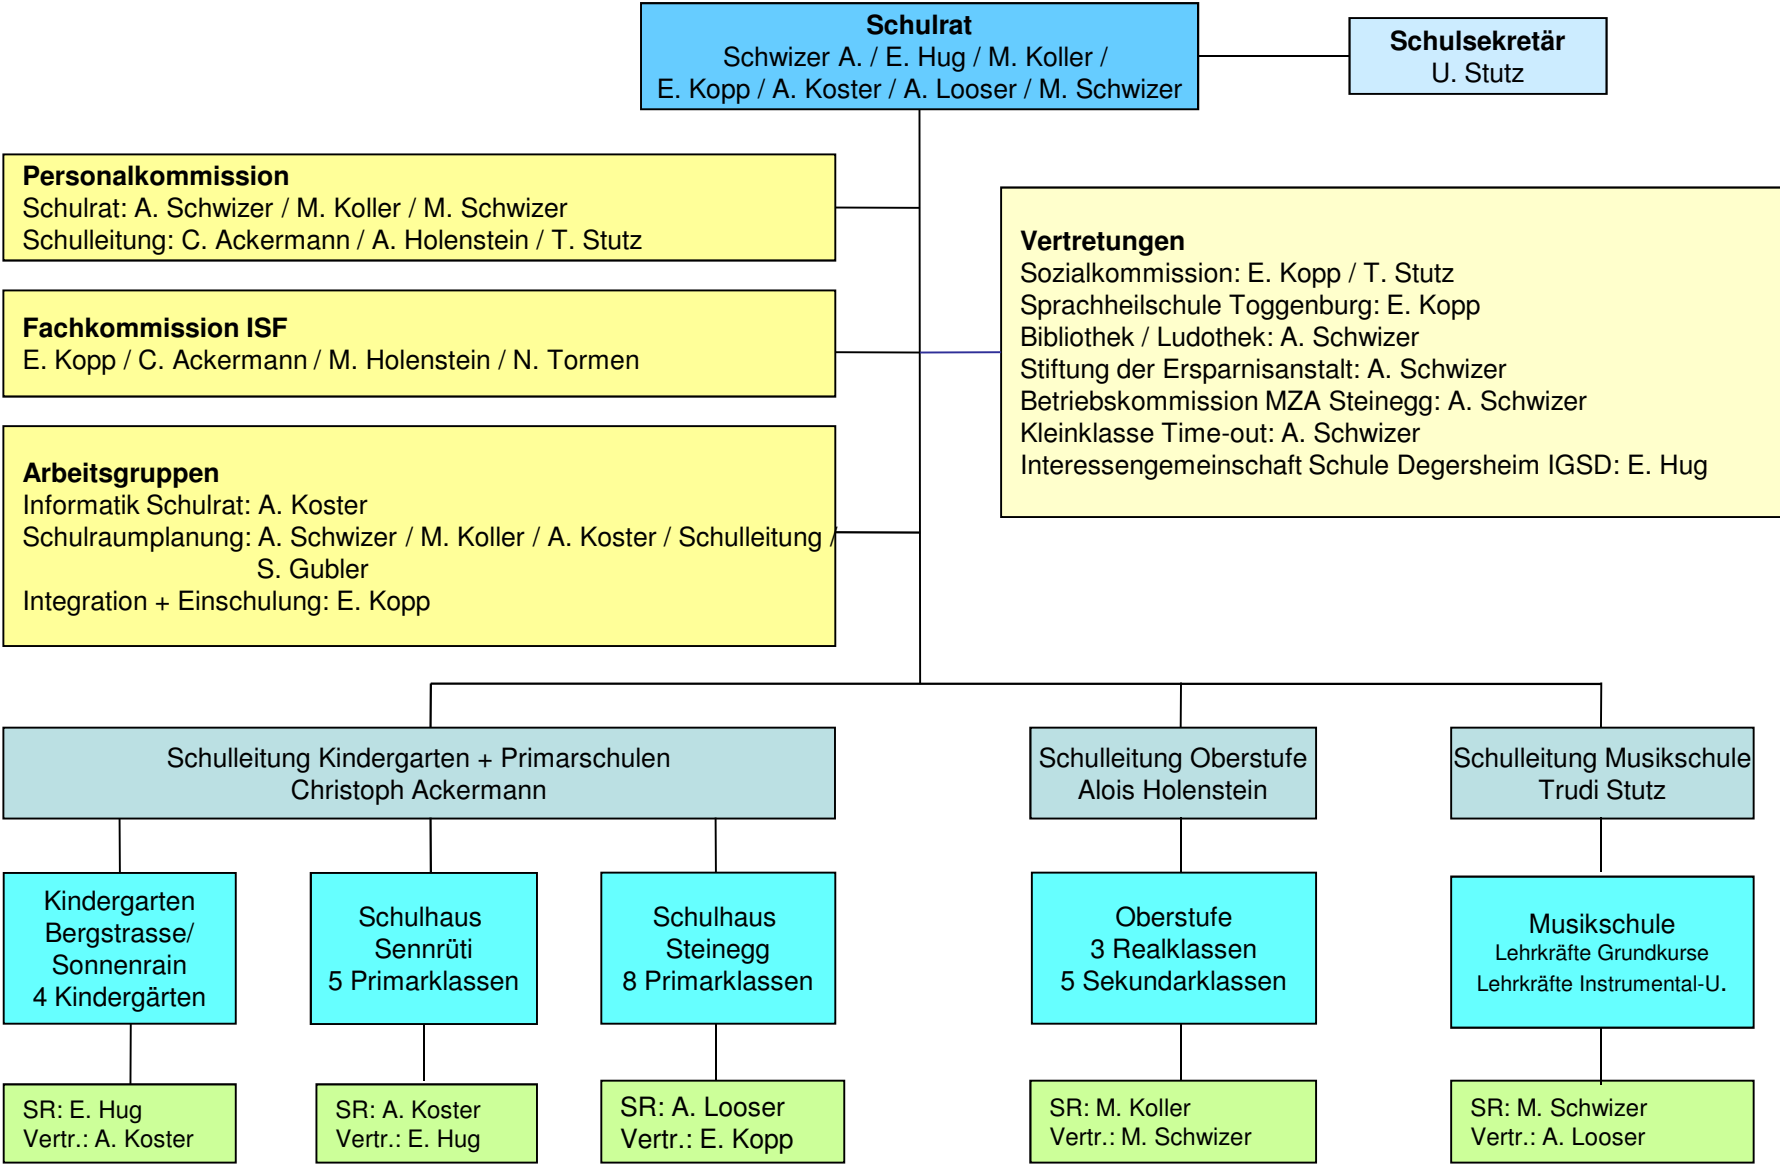 Schulrat
Schwizer A. / E. Hug / M. Koller /
E. Kopp / A. Koster / A. Looser / M. Schwizer
Schulsekretär
U. Stutz
Personalkommission
Schulrat: A. Schwizer / M. Koller / M. Schwizer
Schulleitung: C. Ackermann / A. Holenstein / T. Stutz
Fachkommission ISF
E. Kopp / C. Ackermann / M. Holenstein / N. Tormen
Arbeitsgruppen
Informatik Schulrat: A. Koster
Schulraumplanung: A. Schwizer / M. Koller / A. Koster / Schulleitung /
S. Gubler
Integration + Einschulung: E. Kopp
Vertretungen
Sozialkommission: E. Kopp / T. Stutz
Sprachheilschule Toggenburg: E. Kopp
Bibliothek / Ludothek: A. Schwizer
Stiftung der Ersparnisanstalt: A. Schwizer
Betriebskommission MZA Steinegg: A. Schwizer
Kleinklasse Time-out: A. Schwizer
Interessengemeinschaft Schule Degersheim IGSD: E. Hug
Schulleitung Kindergarten + Primarschulen
Christoph Ackermann
Schulleitung Oberstufe
Alois Holenstein
Schulleitung Musikschule
Trudi Stutz
Kindergarten
Bergstrasse/
Sonnenrain
4 Kindergärten
Schulhaus
Sennrüti
5 Primarklassen
Schulhaus
Steinegg
8 Primarklassen
Oberstufe
3 Realklassen
5 Sekundarklassen
Musikschule
Lehrkräfte Grundkurse
Lehrkräfte Instrumental-U.
SR: E. Hug
Vertr.: A. Koster
SR: A. Koster
Vertr.: E. Hug
SR: A. Looser
Vertr.: E. Kopp
SR: M. Koller
Vertr.: M. Schwizer
SR: M. Schwizer
Vertr.: A. Looser